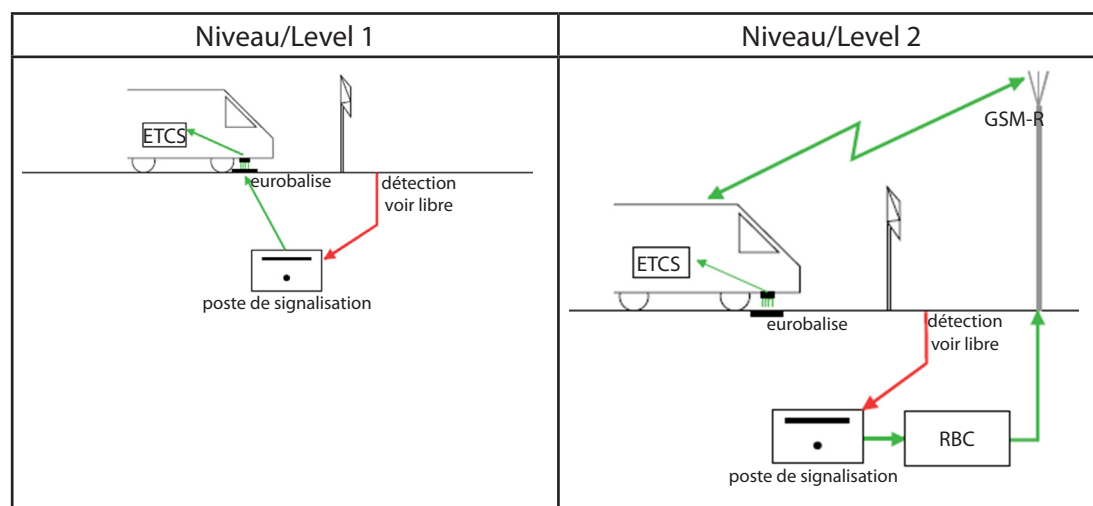 Niveau/Level 1
Niveau/Level 2
ETCS
eurobalise
détection
voir libre
poste de signalisation
GSM-R
ETCS
eurobalise
détection
voir libre
RBC
poste de signalisation